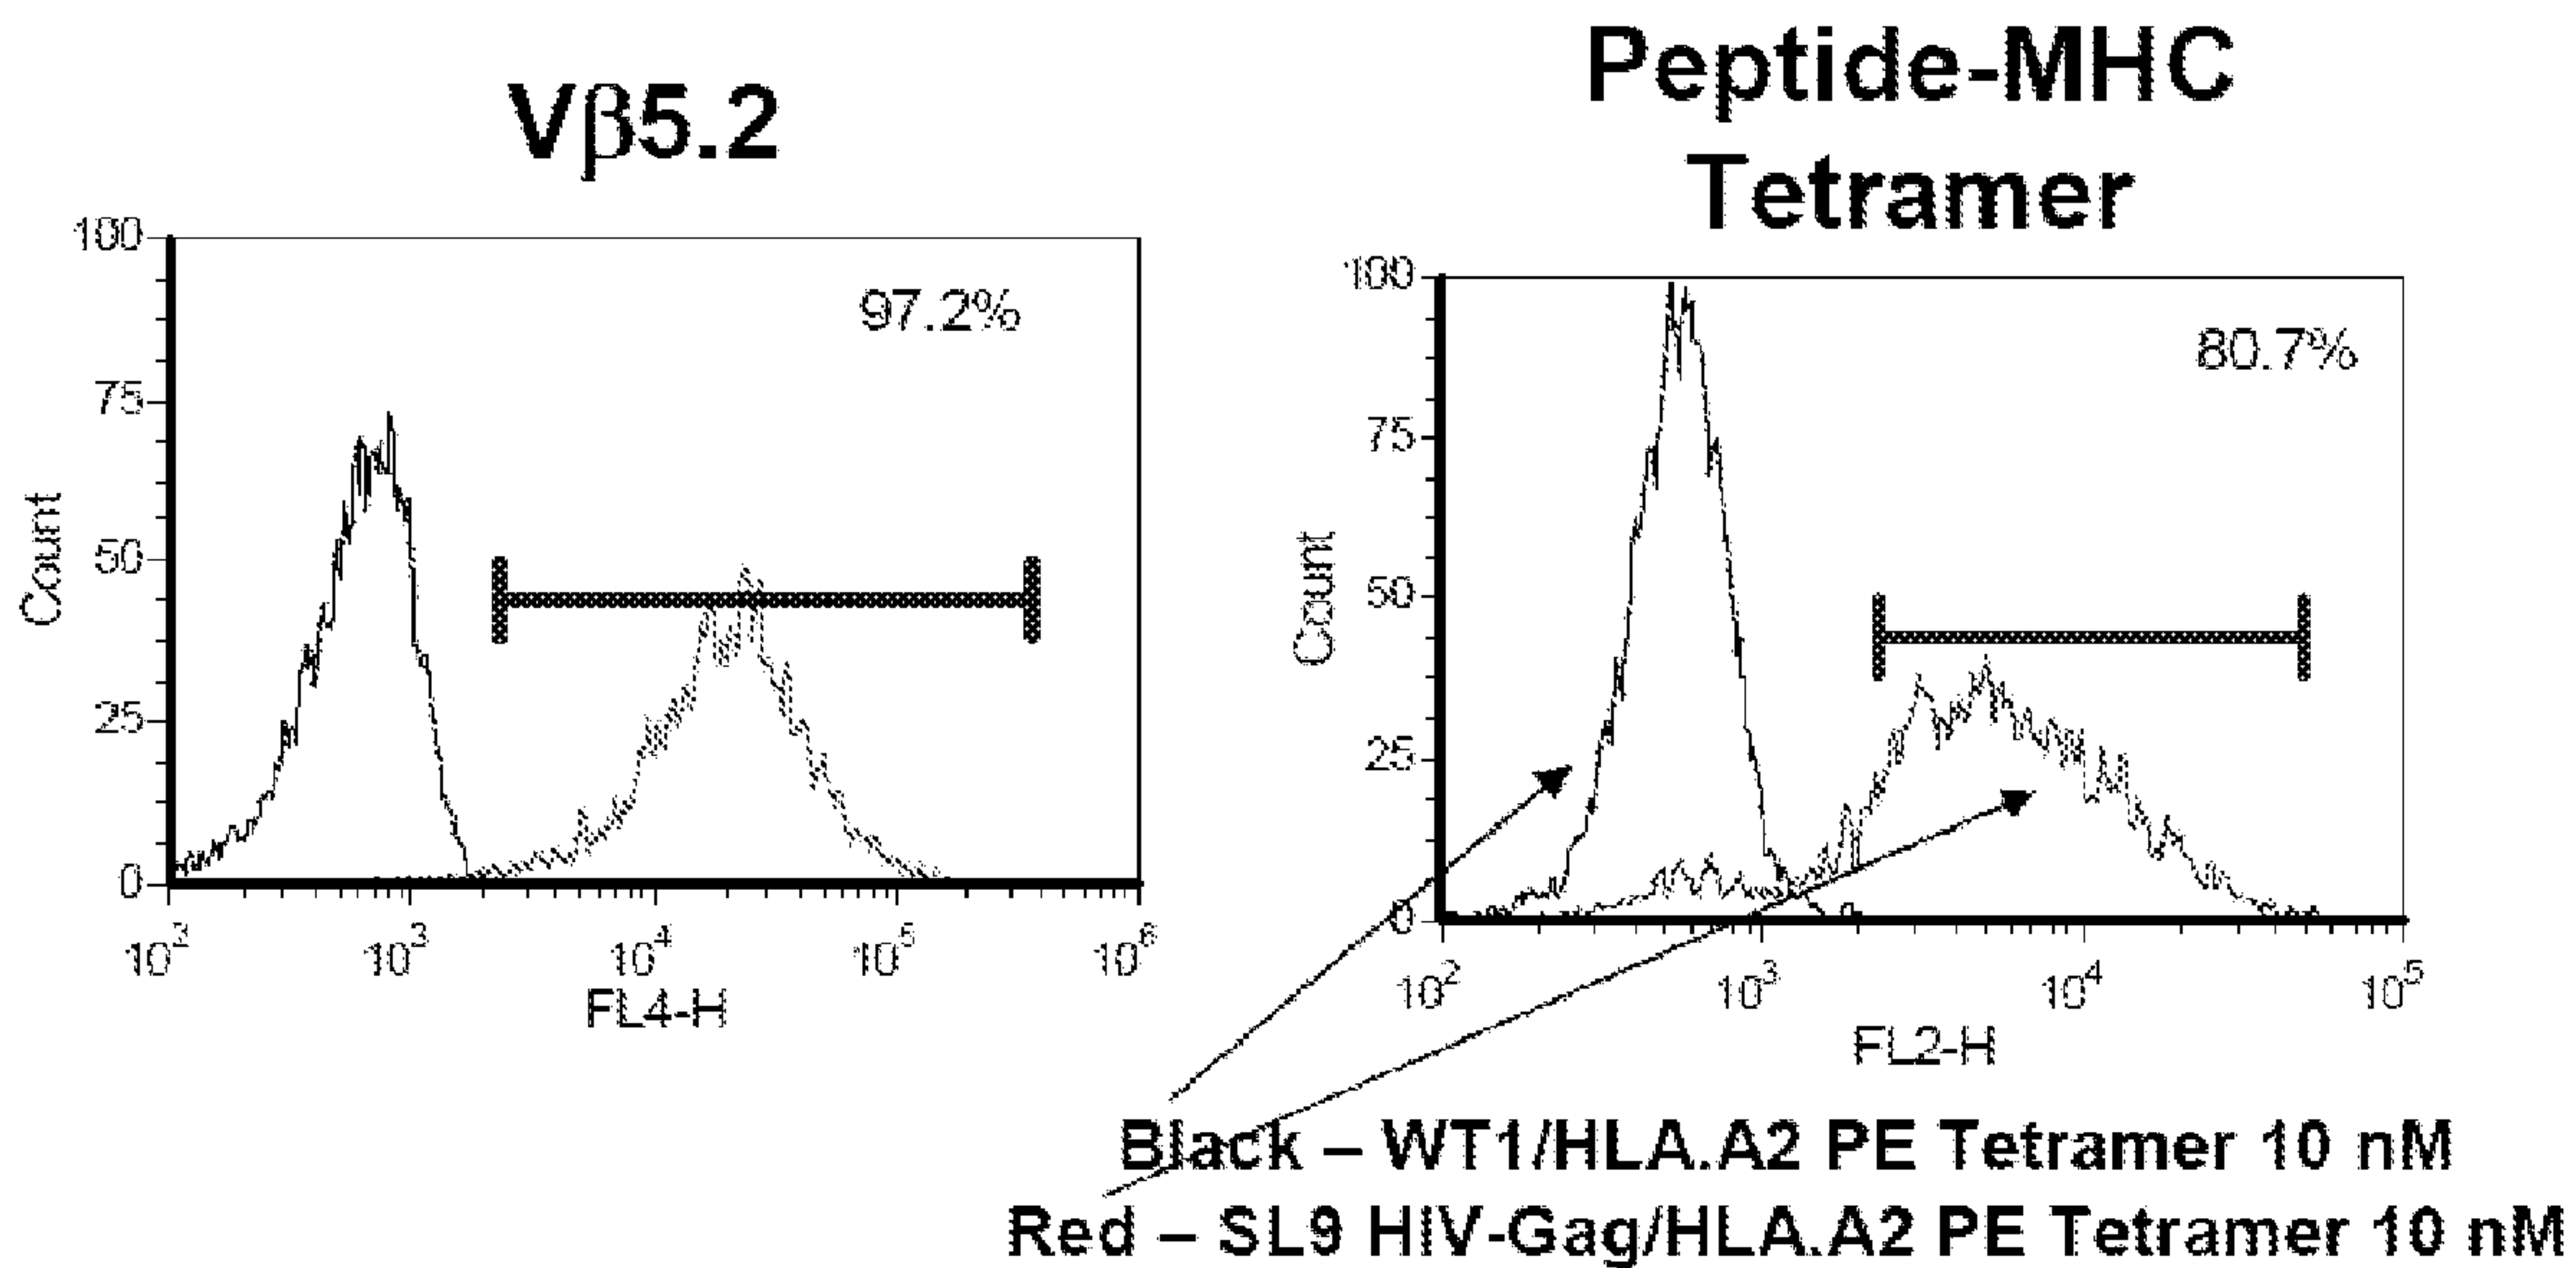 Vβ5.2
Peptide-MHC
Tetramer
100
75
50
25
0
Count
97.2%
10²
10³
10⁴
10⁵
10⁶
FL4-H
100
75
50
25
0
Count
80.7%
10²
10³
10⁴
10⁵
FL2-H
Black – WT1/HLA.A2 PE Tetramer 10 nM
Red – SL9 HIV-Gag/HLA.A2 PE Tetramer 10 nM